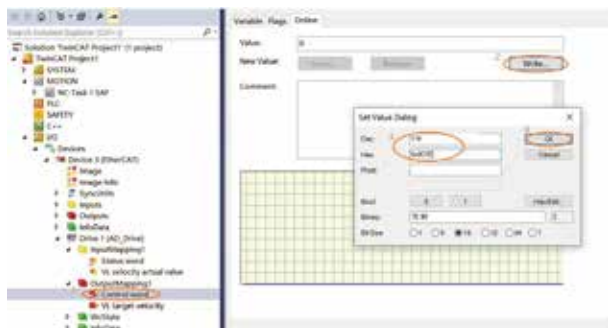 Search Solution Explorer (Ctrl+;)
Solution TwinCAT Project1 (1 project)
TwinCAT Project1
SYSTEM
MOTION
NC-Task 1 SAF
PLC
SAFETY
C++
I/O
Devices
Device 3 (EtherCAT)
Image
Image-Info
SyncUnits
Inputs
Outputs
InfoData
Drive 1 (AD_Drive)
InputMapping1
Status word
VL velocity actual value
OutputMapping1
Control word
VL target velocity
WcState
InfoData
Variable Flags Online
Value: 0
New Value: Write...
Comment:
Set Value Dialog
Dec: OK
Hex: Cancel
Float:
Bool: 0 1 Hex Edit...
Binary: 2
Bit Size: 1 8 16 32 64 ?